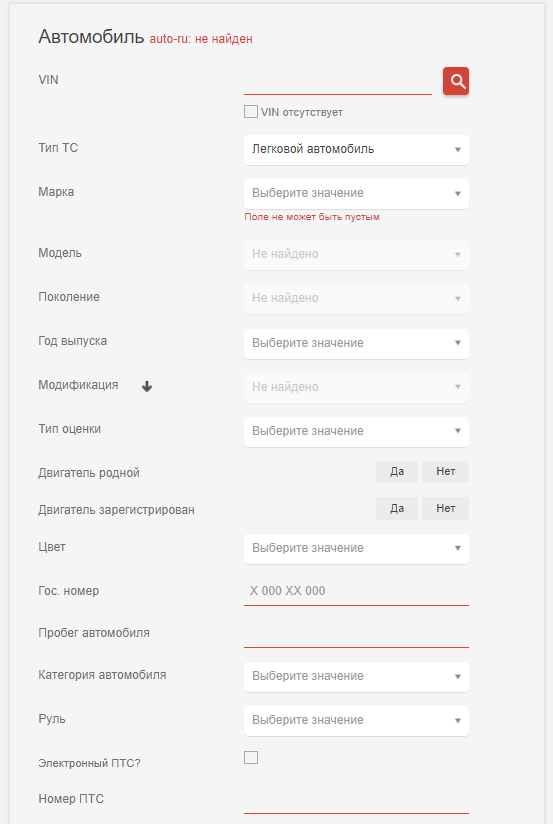 Автомобиль auto-ru: не найден
VIN
VIN отсутствует
Тип ТС Легковой автомобиль
Марка Выберите значение
Поле не может быть пустым
Модель Не найдено
Поколение Не найдено
Год выпуска Выберите значение
Модификация Не найдено
Тип оценки Выберите значение
Двигатель родной Да Нет
Двигатель зарегистрирован Да Нет
Цвет Выберите значение
Гос. номер X 000 XX 000
Пробег автомобиля
Категория автомобиля Выберите значение
Руль Выберите значение
Электронный ПТС?
Номер ПТС